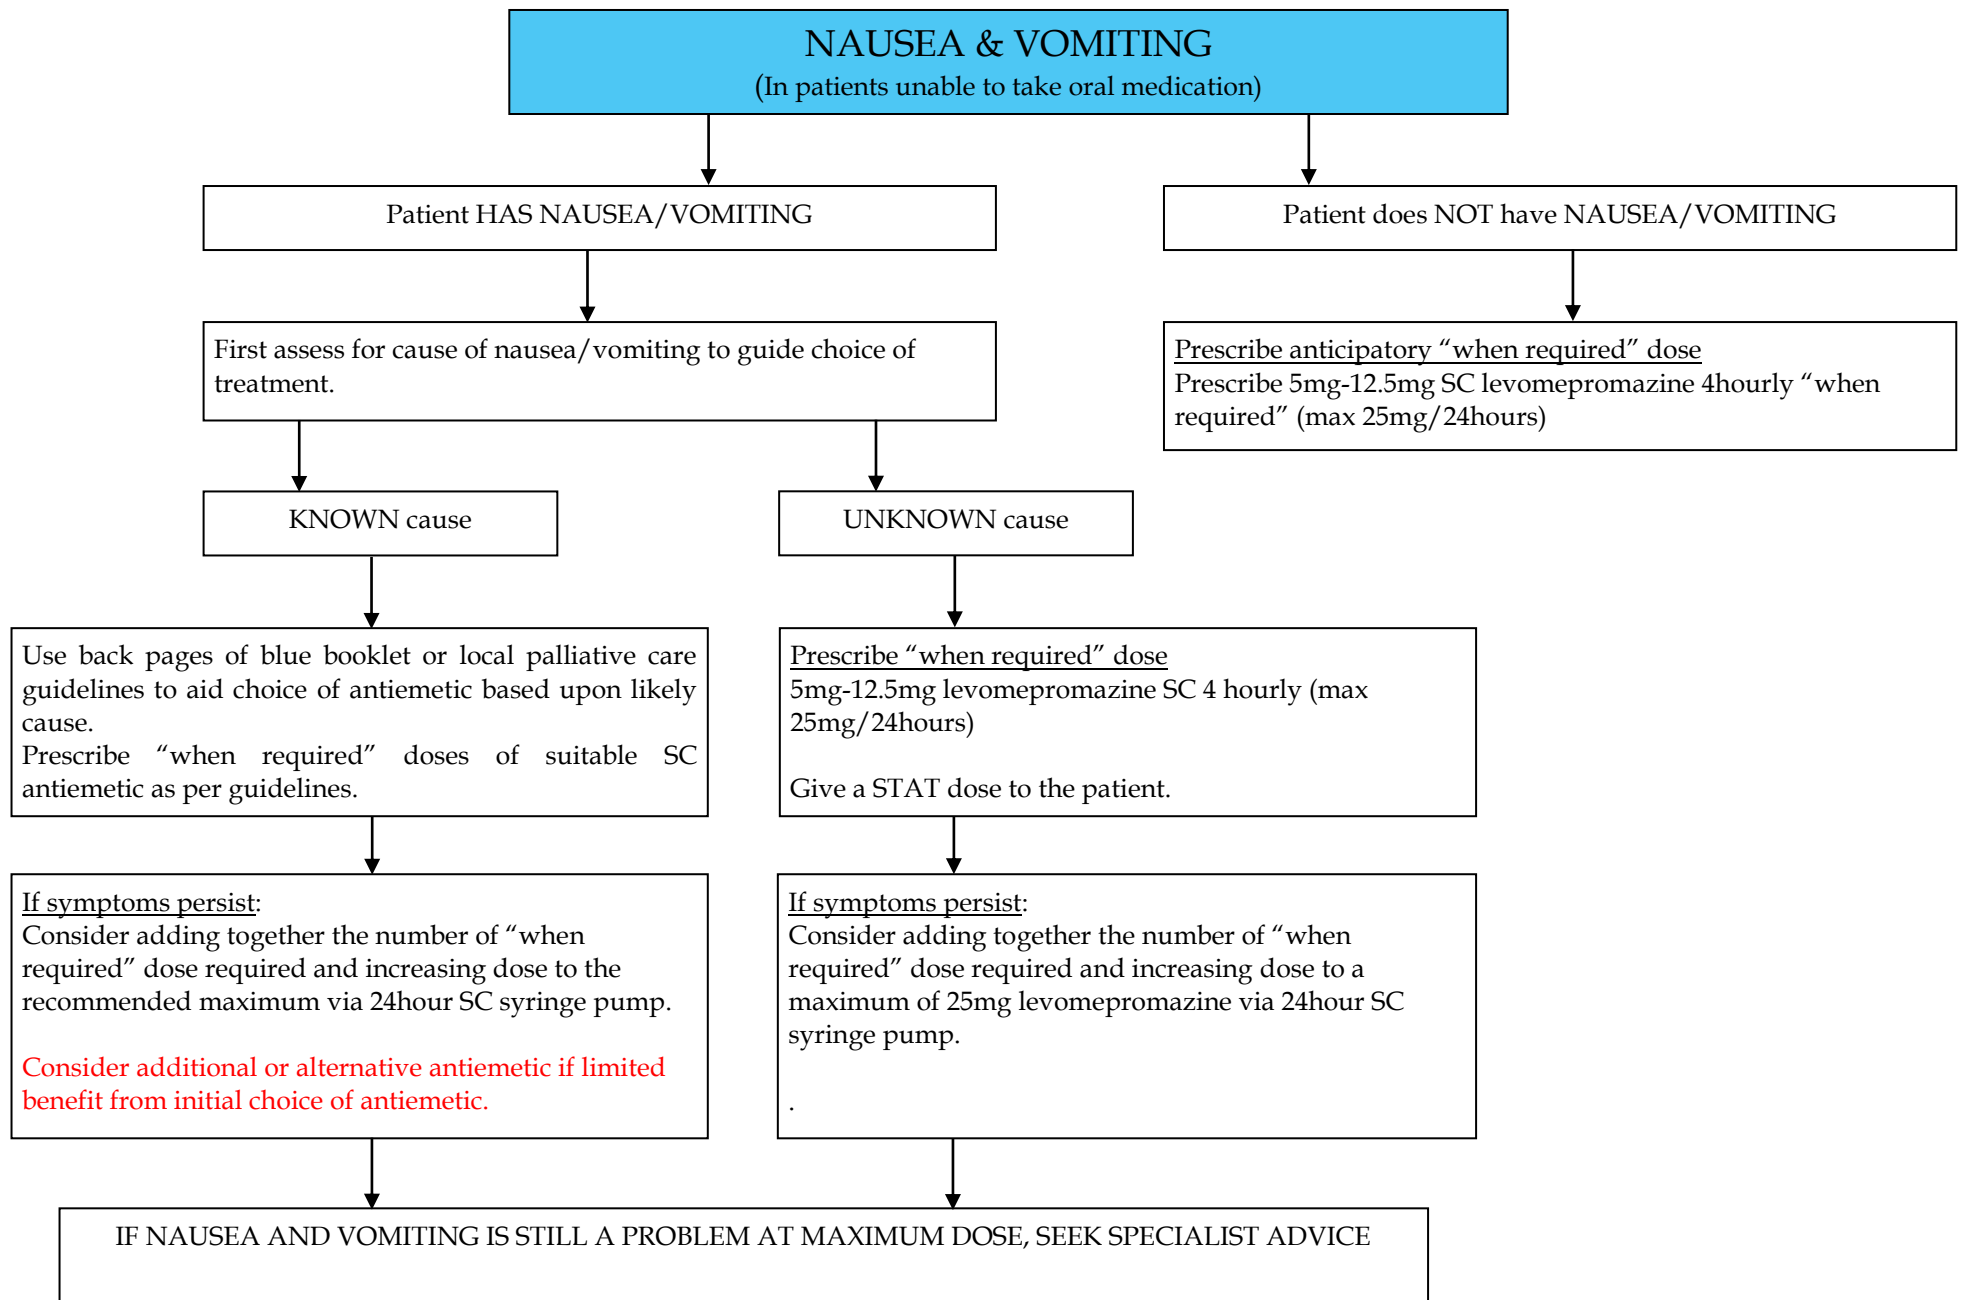 NAUSEA & VOMITING
(In patients unable to take oral medication)
Patient HAS NAUSEA/VOMITING
Patient does NOT have NAUSEA/VOMITING
First assess for cause of nausea/vomiting to guide choice of
treatment.
Prescribe anticipatory “when required” dose
Prescribe 5mg-12.5mg SC levomepromazine 4hourly “when
required” (max 25mg/24hours)
KNOWN cause
UNKNOWN cause
Use back pages of blue booklet or local palliative care
guidelines to aid choice of antiemetic based upon likely
cause.
Prescribe “when required” doses of suitable SC
antiemetic as per guidelines.
Prescribe “when required” dose
5mg-12.5mg levomepromazine SC 4 hourly (max
25mg/24hours)
Give a STAT dose to the patient.
If symptoms persist:
Consider adding together the number of “when
required” dose required and increasing dose to the
recommended maximum via 24hour SC syringe pump.
Consider additional or alternative antiemetic if limited
benefit from initial choice of antiemetic.
If symptoms persist:
Consider adding together the number of “when
required” dose required and increasing dose to a
maximum of 25mg levomepromazine via 24hour SC
syringe pump.
.
IF NAUSEA AND VOMITING IS STILL A PROBLEM AT MAXIMUM DOSE, SEEK SPECIALIST ADVICE